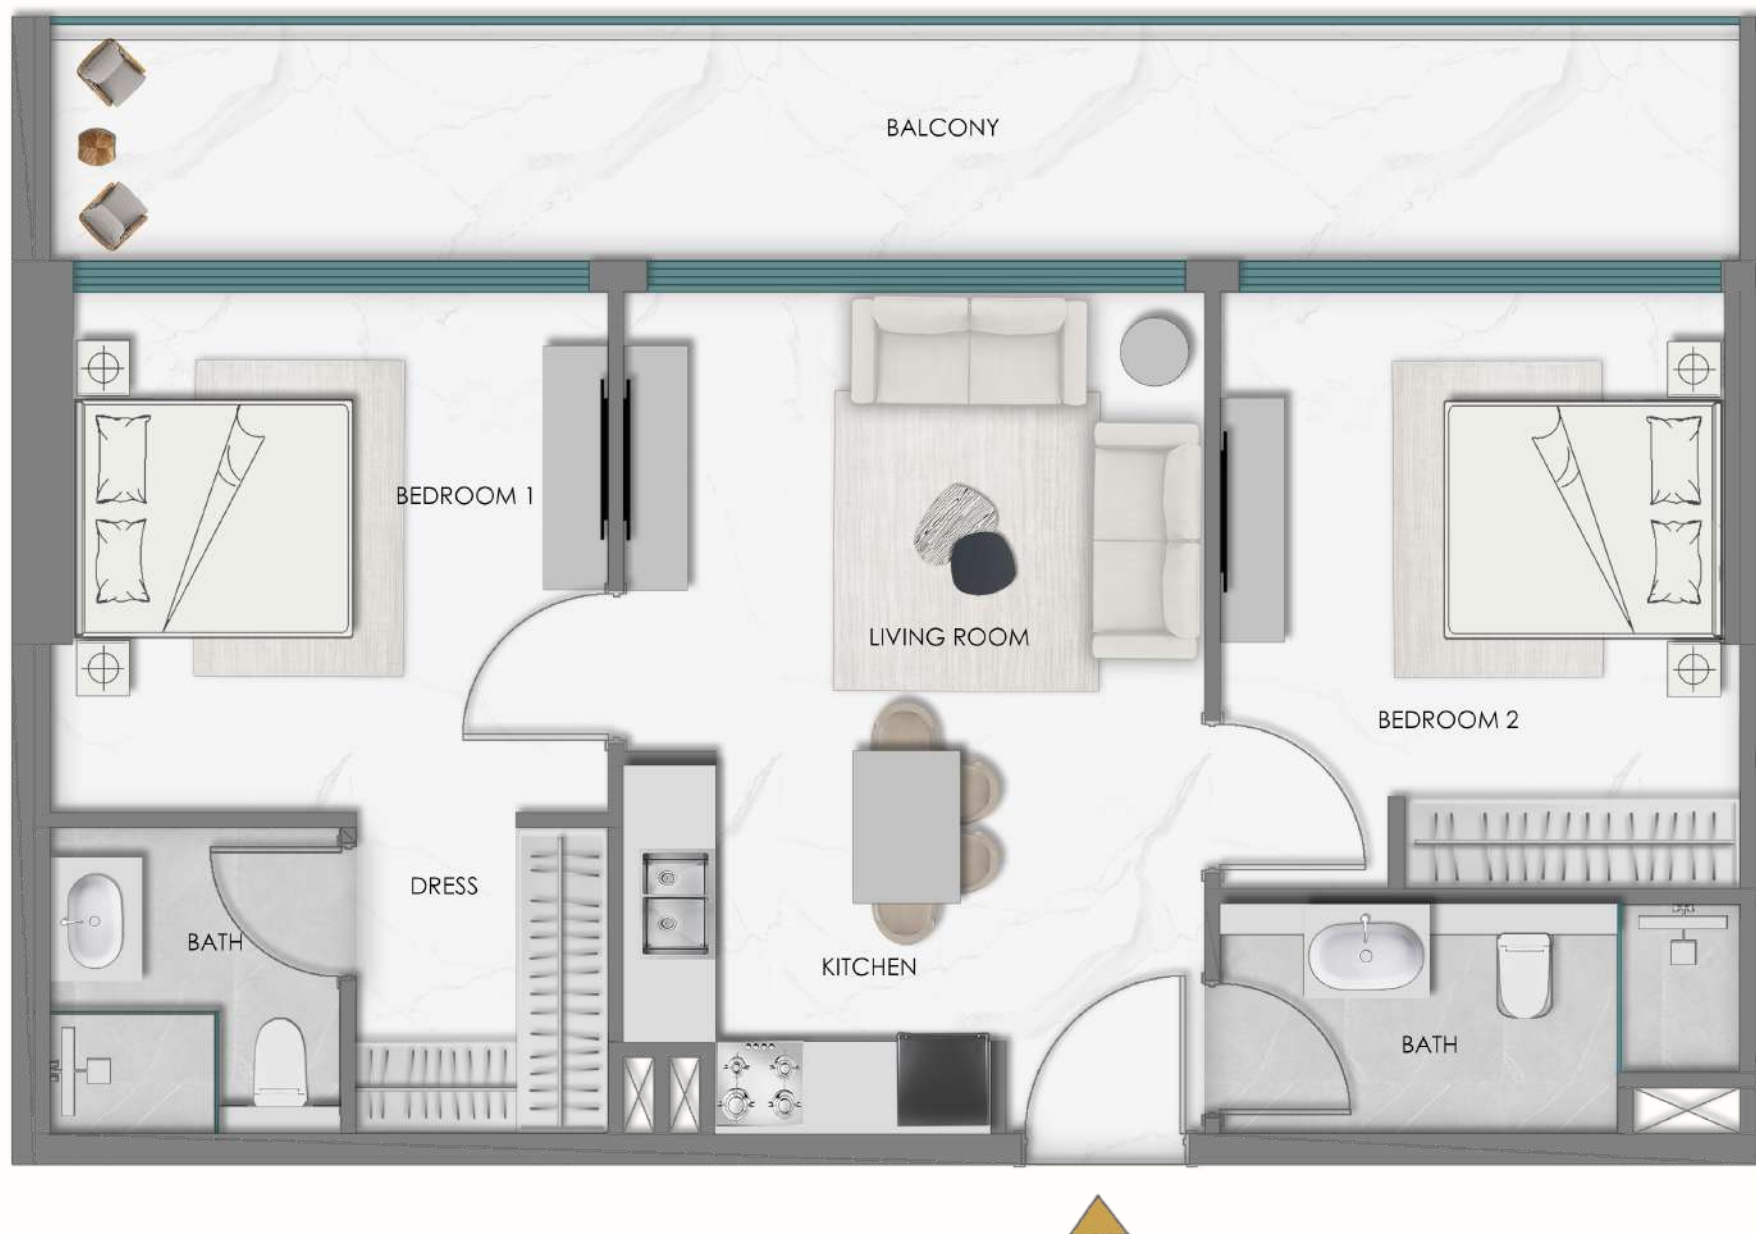 BALCONY
BEDROOM 1
LIVING ROOM
BEDROOM 2
DRESS
BATH
KITCHEN
BATH